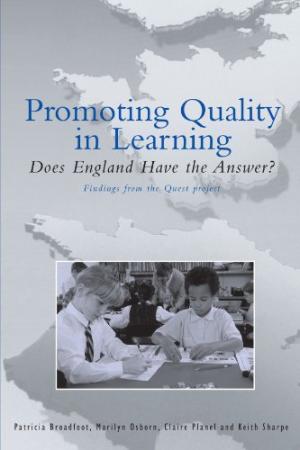 Promoting Quality
in Learning
Does England Have the Answer?
Findings from the Quest project
Patricia Broadfoot, Marilyn Osborn, Claire Planel and Keith Sharpe